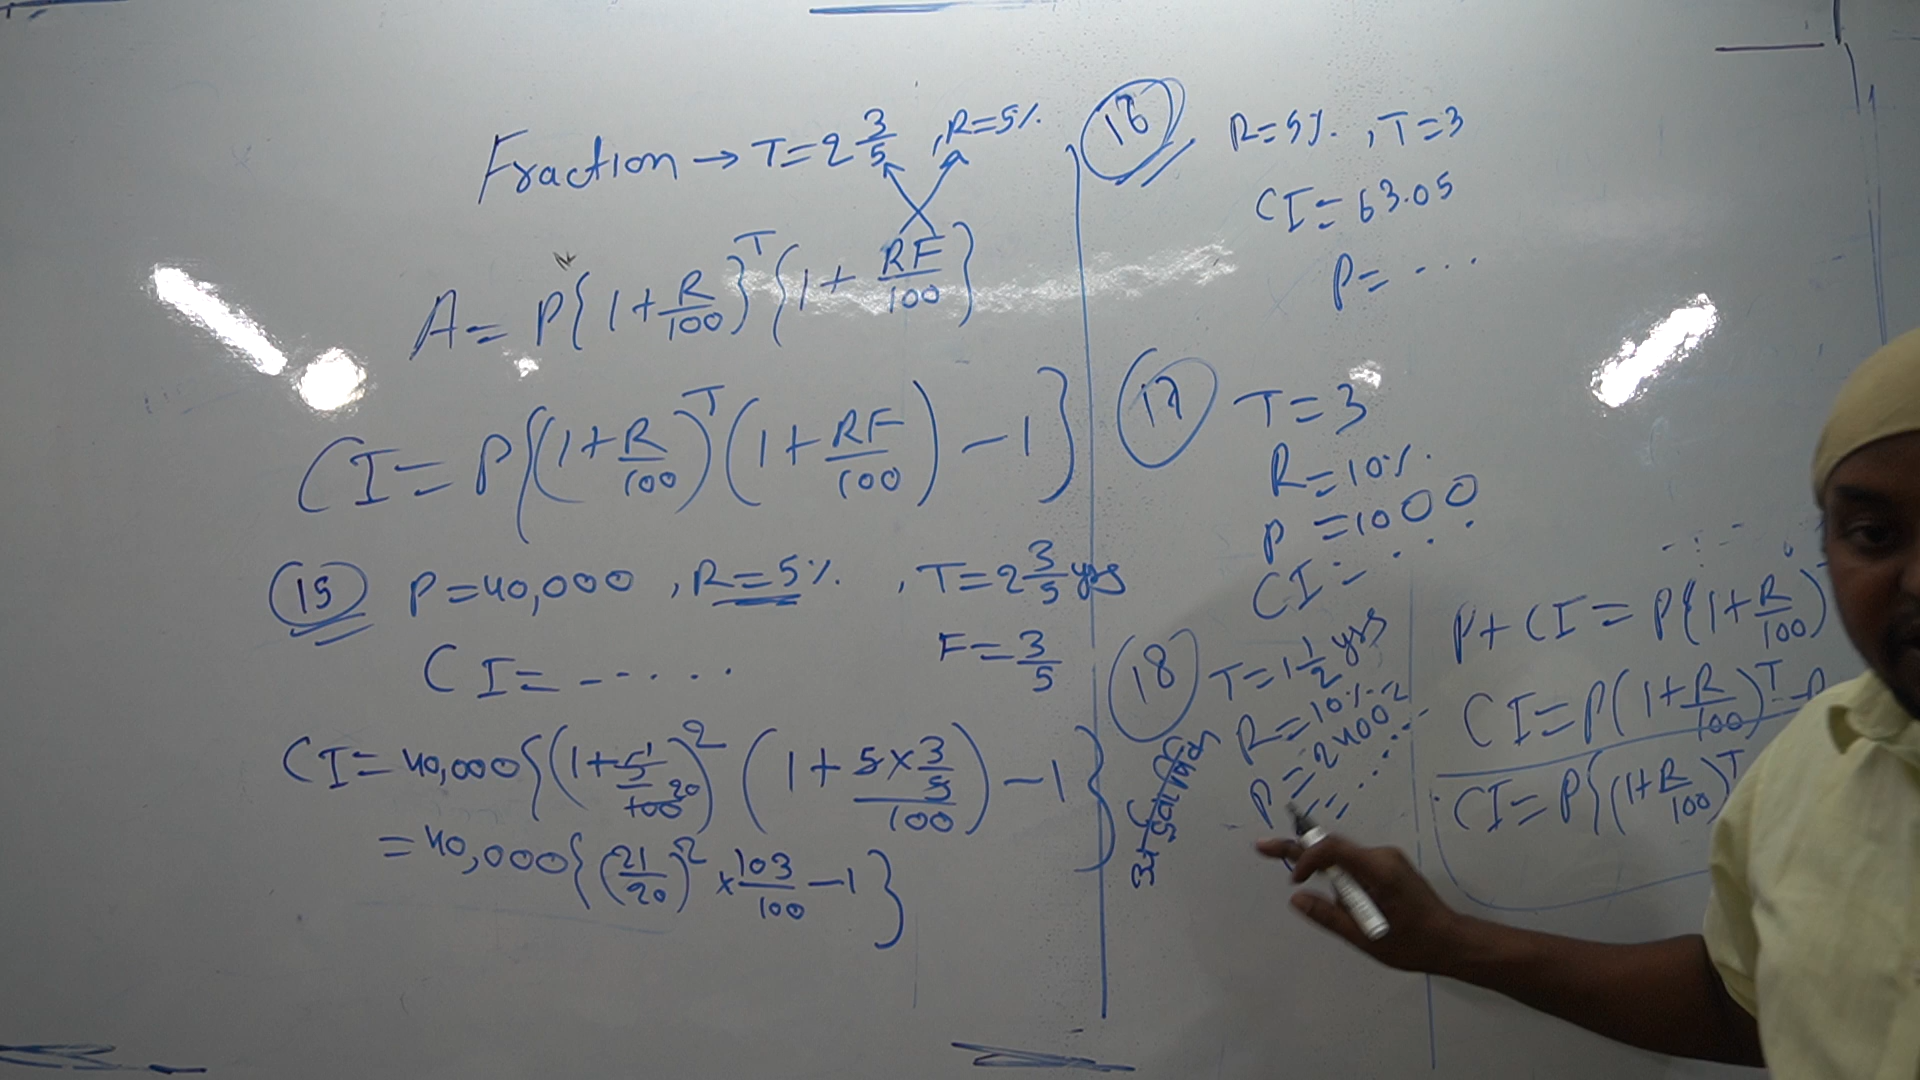 Fraction → T=2 3/5 , R=5%
A= P{1+R/100}^T {1+RF/100}
CI= P{(1+R/100)^T (1+RF/100) -1}
15 P=40,000 , R=5% , T=2 3/5 yrs
CI= ------ F=3/5
CI= 40,000{(1+5/100)^2 (1+5×3/5/100) -1}
1
20
=40,000{(21/20)^2 ×103/100 -1}
16 R=5% , T=3
CI= 63.05
P= - ...
17 T=3
R=10%
P =1000
CI= ...
18 T=1 1/2 yrs
R=10%
P=2400
P+CI= P{1+R/100)^T
CI=P(1+R/100)^T -P
CI=P{(1+R/100)^T